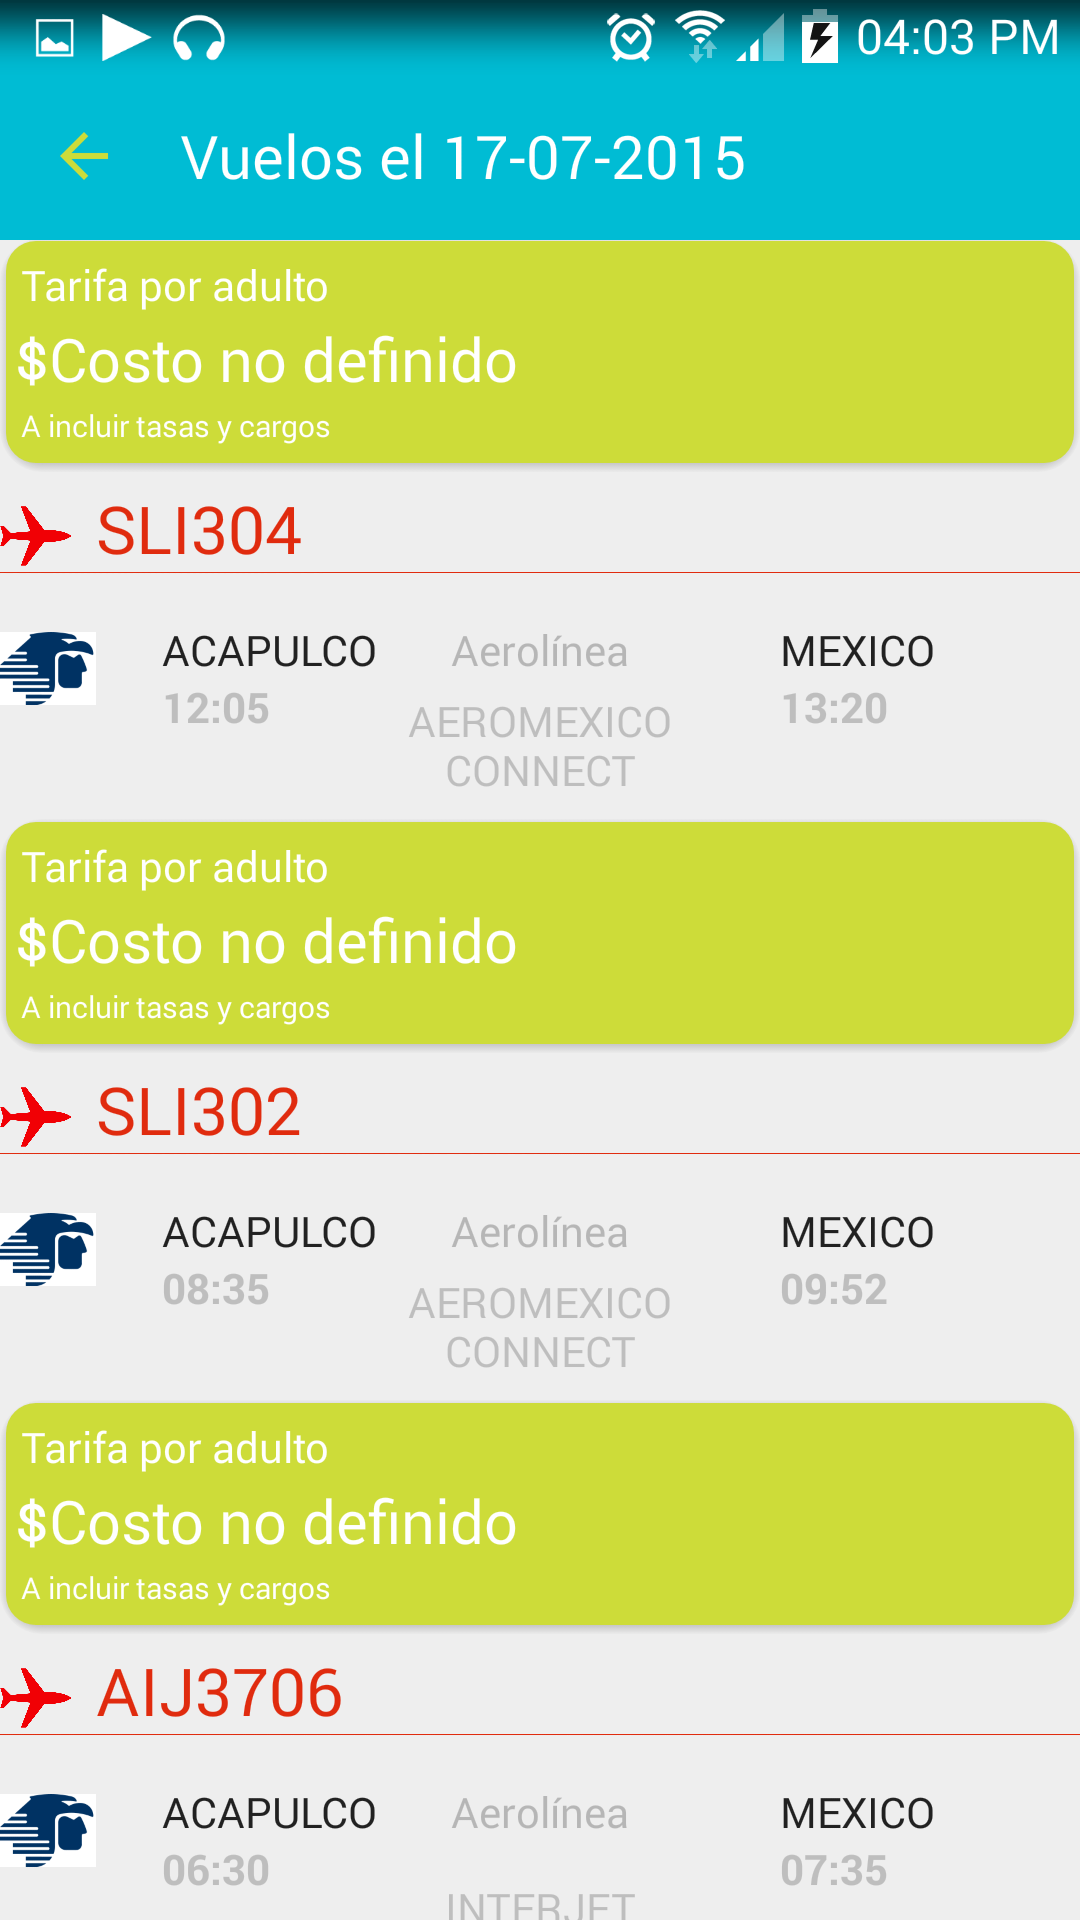 04:03 PM
Vuelos el 17-07-2015
Tarifa por adulto
$Costo no definido
A incluir tasas y cargos
SLI304
ACAPULCO Aerolínea MEXICO
12:05 AEROMEXICO CONNECT 13:20
Tarifa por adulto
$Costo no definido
A incluir tasas y cargos
SLI302
ACAPULCO Aerolínea MEXICO
08:35 AEROMEXICO CONNECT 09:52
Tarifa por adulto
$Costo no definido
A incluir tasas y cargos
AIJ3706
ACAPULCO Aerolínea MEXICO
06:30 07:35
INTERJET